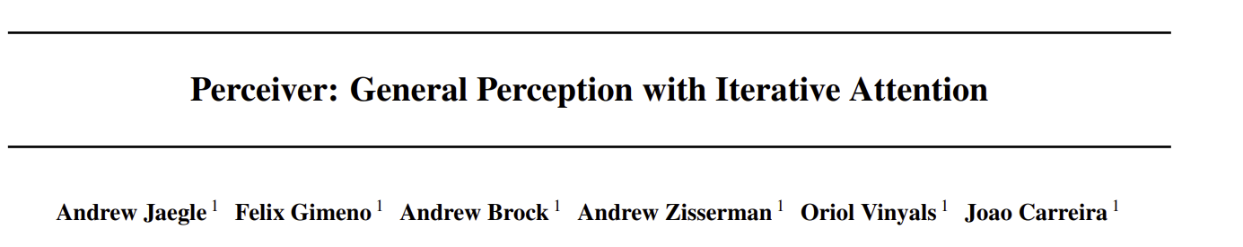 Perceiver: General Perception with Iterative Attention
Andrew Jaegle 1 Felix Gimeno 1 Andrew Brock 1 Andrew Zisserman 1 Oriol Vinyals 1 Joao Carreira 1